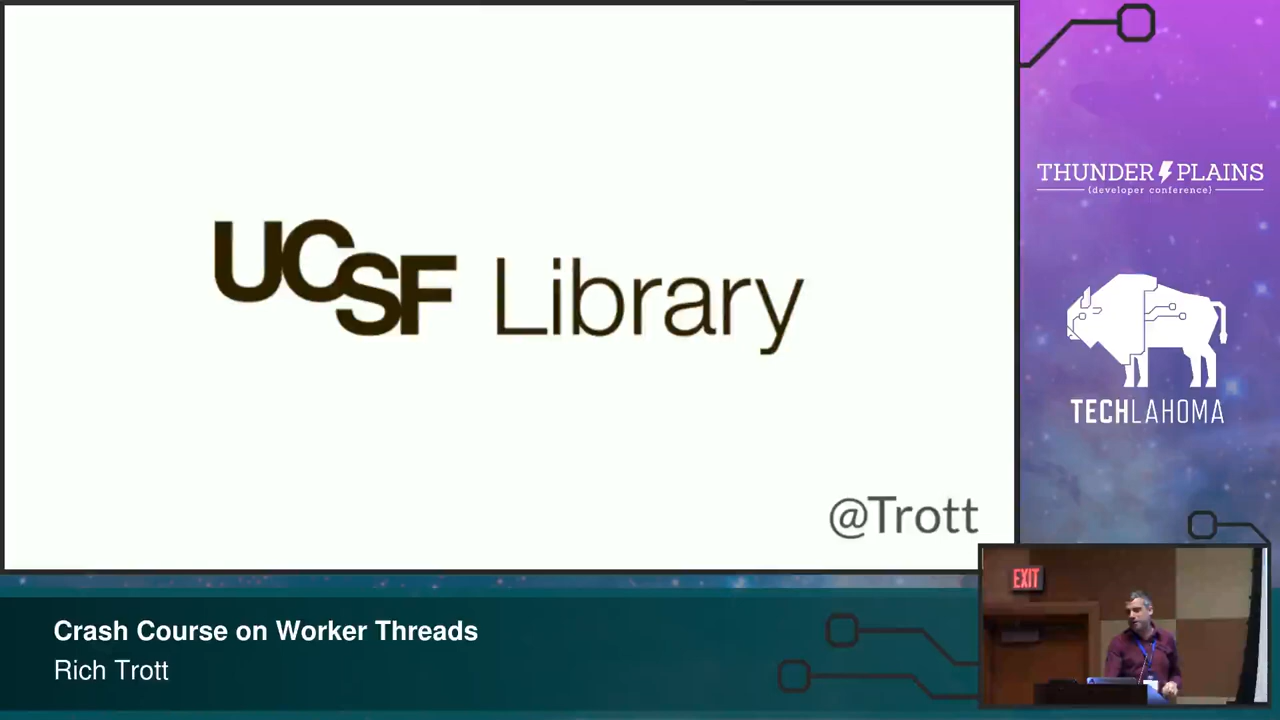 UCSF Library
@Trott
THUNDER PLAINS
{developer conference}
TECHLAHOMA
EXIT
Crash Course on Worker Threads
Rich Trott